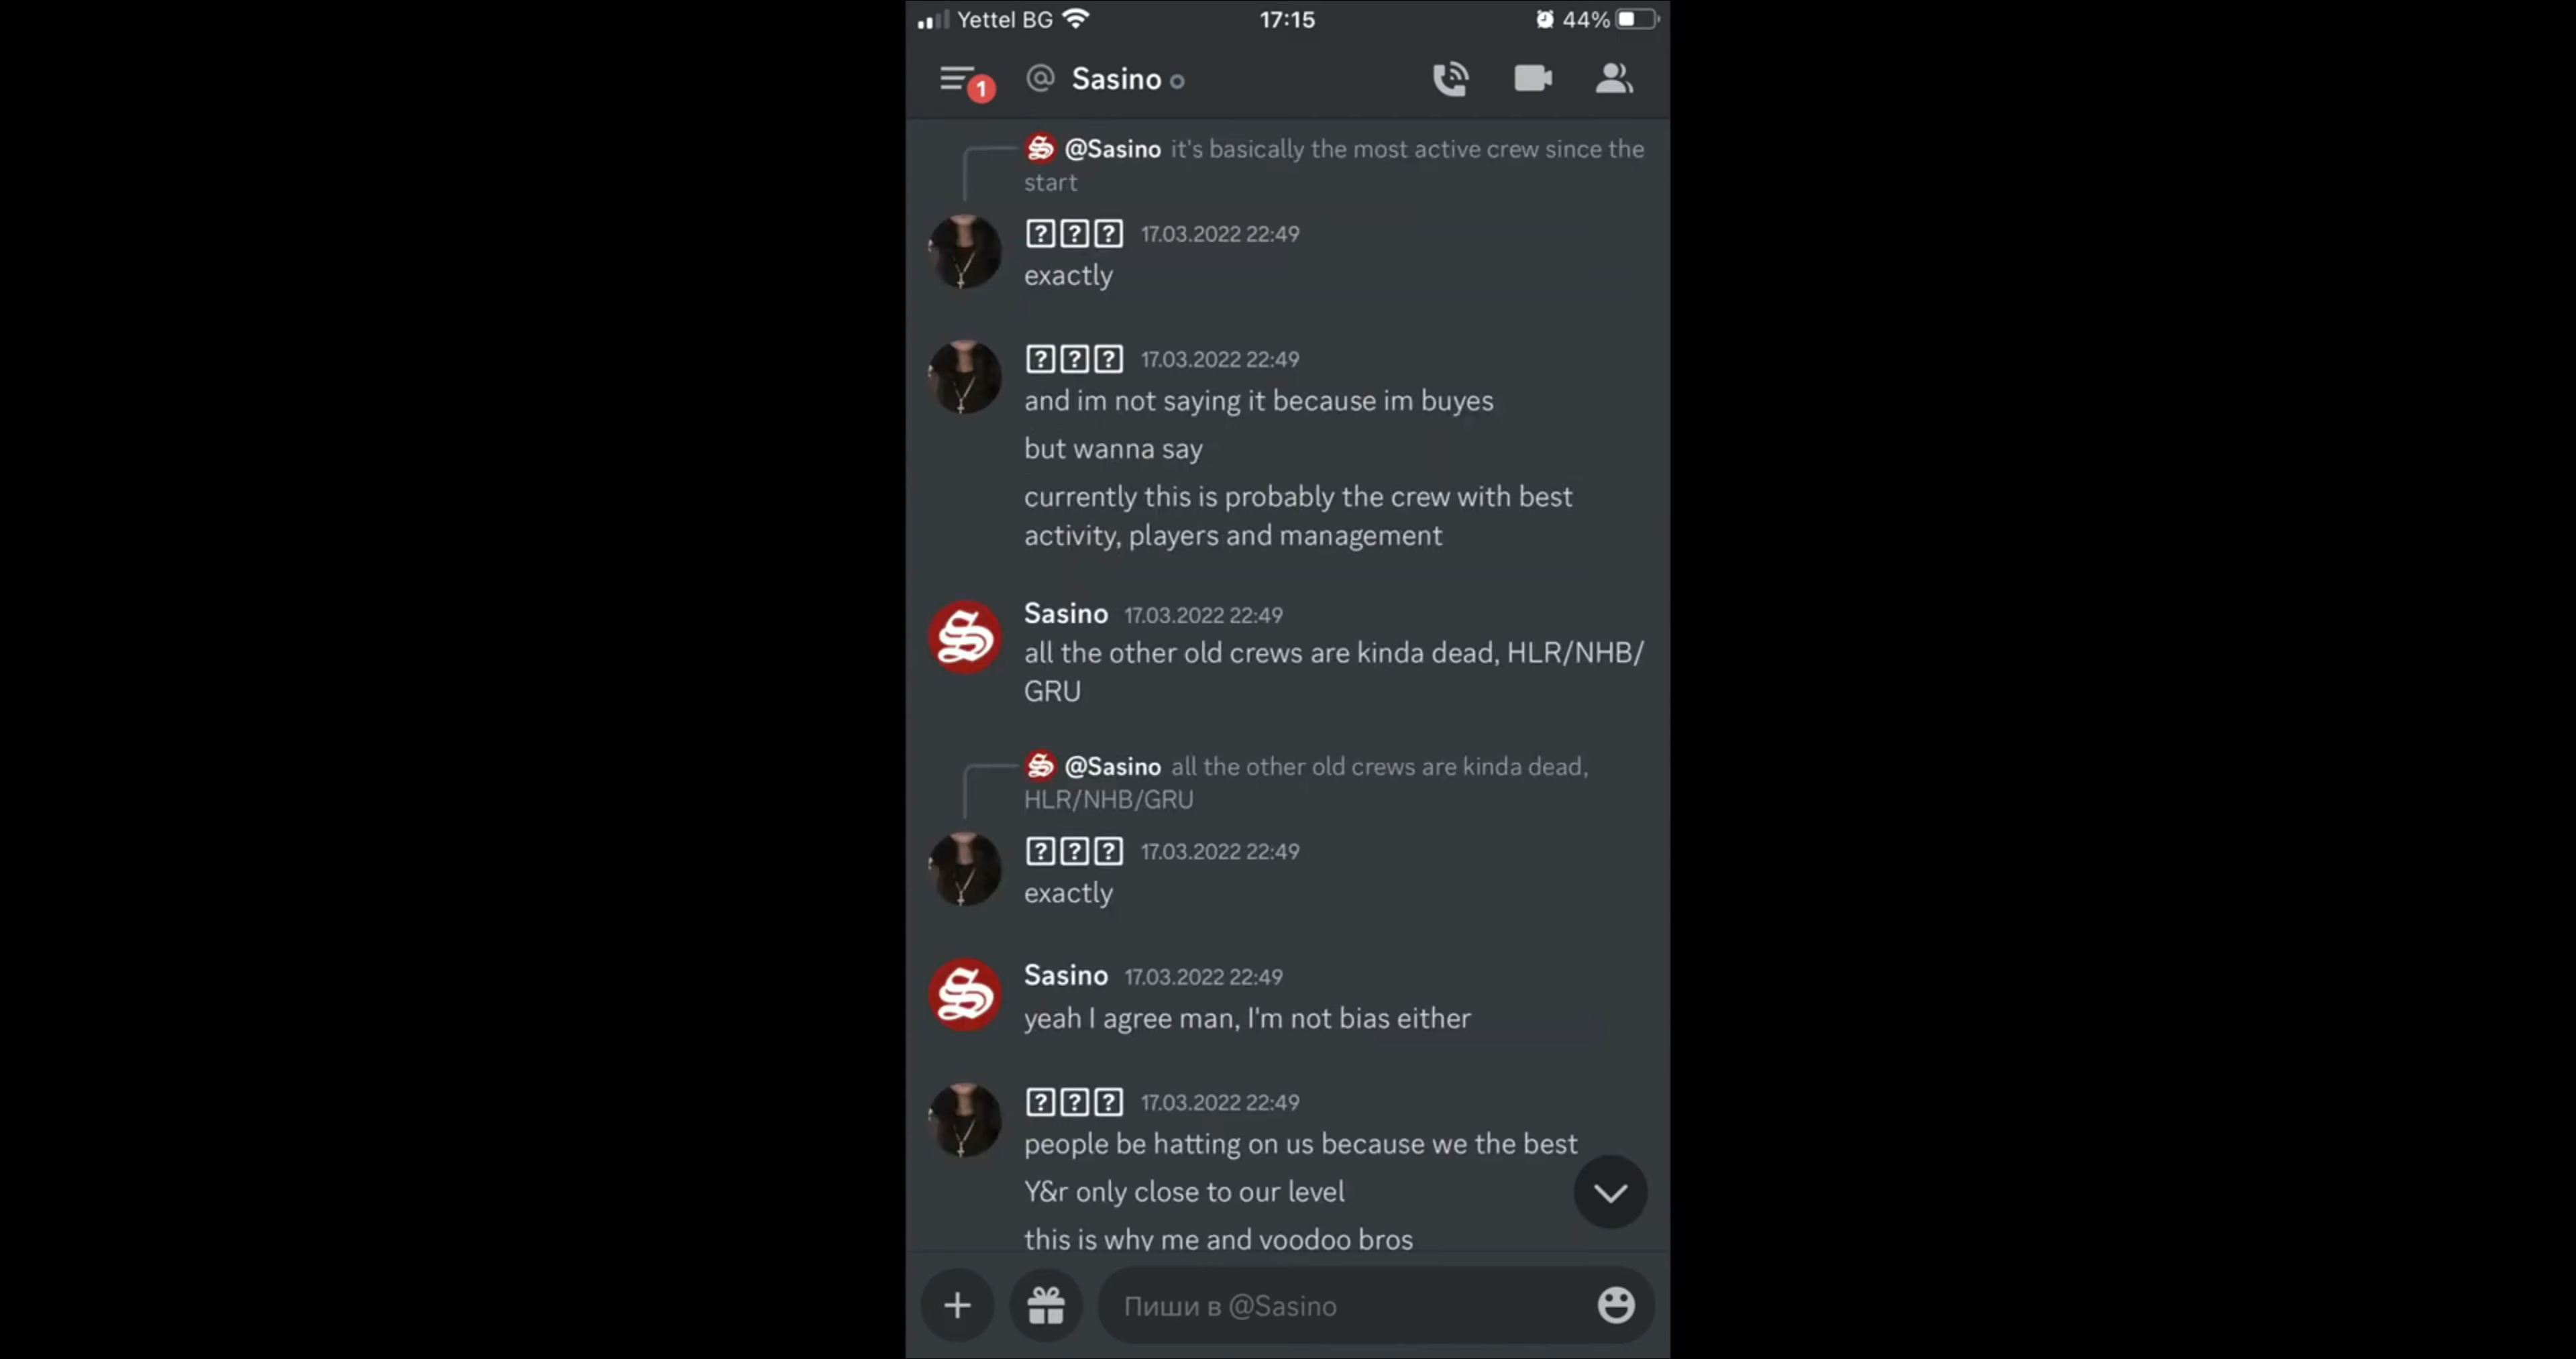 Yettel BG 17:15 44%
1 @ Sasino
@Sasino it's basically the most active crew since the
start
??? 17.03.2022 22:49
exactly
??? 17.03.2022 22:49
and im not saying it because im buyes
but wanna say
currently this is probably the crew with best
activity, players and management
Sasino 17.03.2022 22:49
all the other old crews are kinda dead, HLR/NHB/
GRU
@Sasino all the other old crews are kinda dead,
HLR/NHB/GRU
??? 17.03.2022 22:49
exactly
Sasino 17.03.2022 22:49
yeah I agree man, I'm not bias either
??? 17.03.2022 22:49
people be hatting on us because we the best
Y&r only close to our level
this is why me and voodoo bros
Пиши в @Sasino